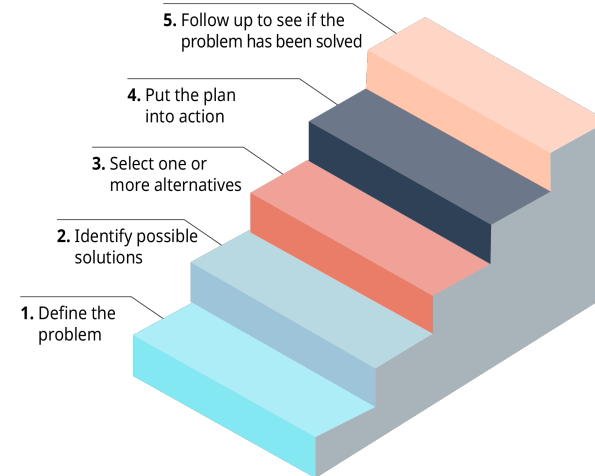 5. Follow up to see if the
problem has been solved
4. Put the plan
into action
3. Select one or
more alternatives
2. Identify possible
solutions
1. Define the
problem